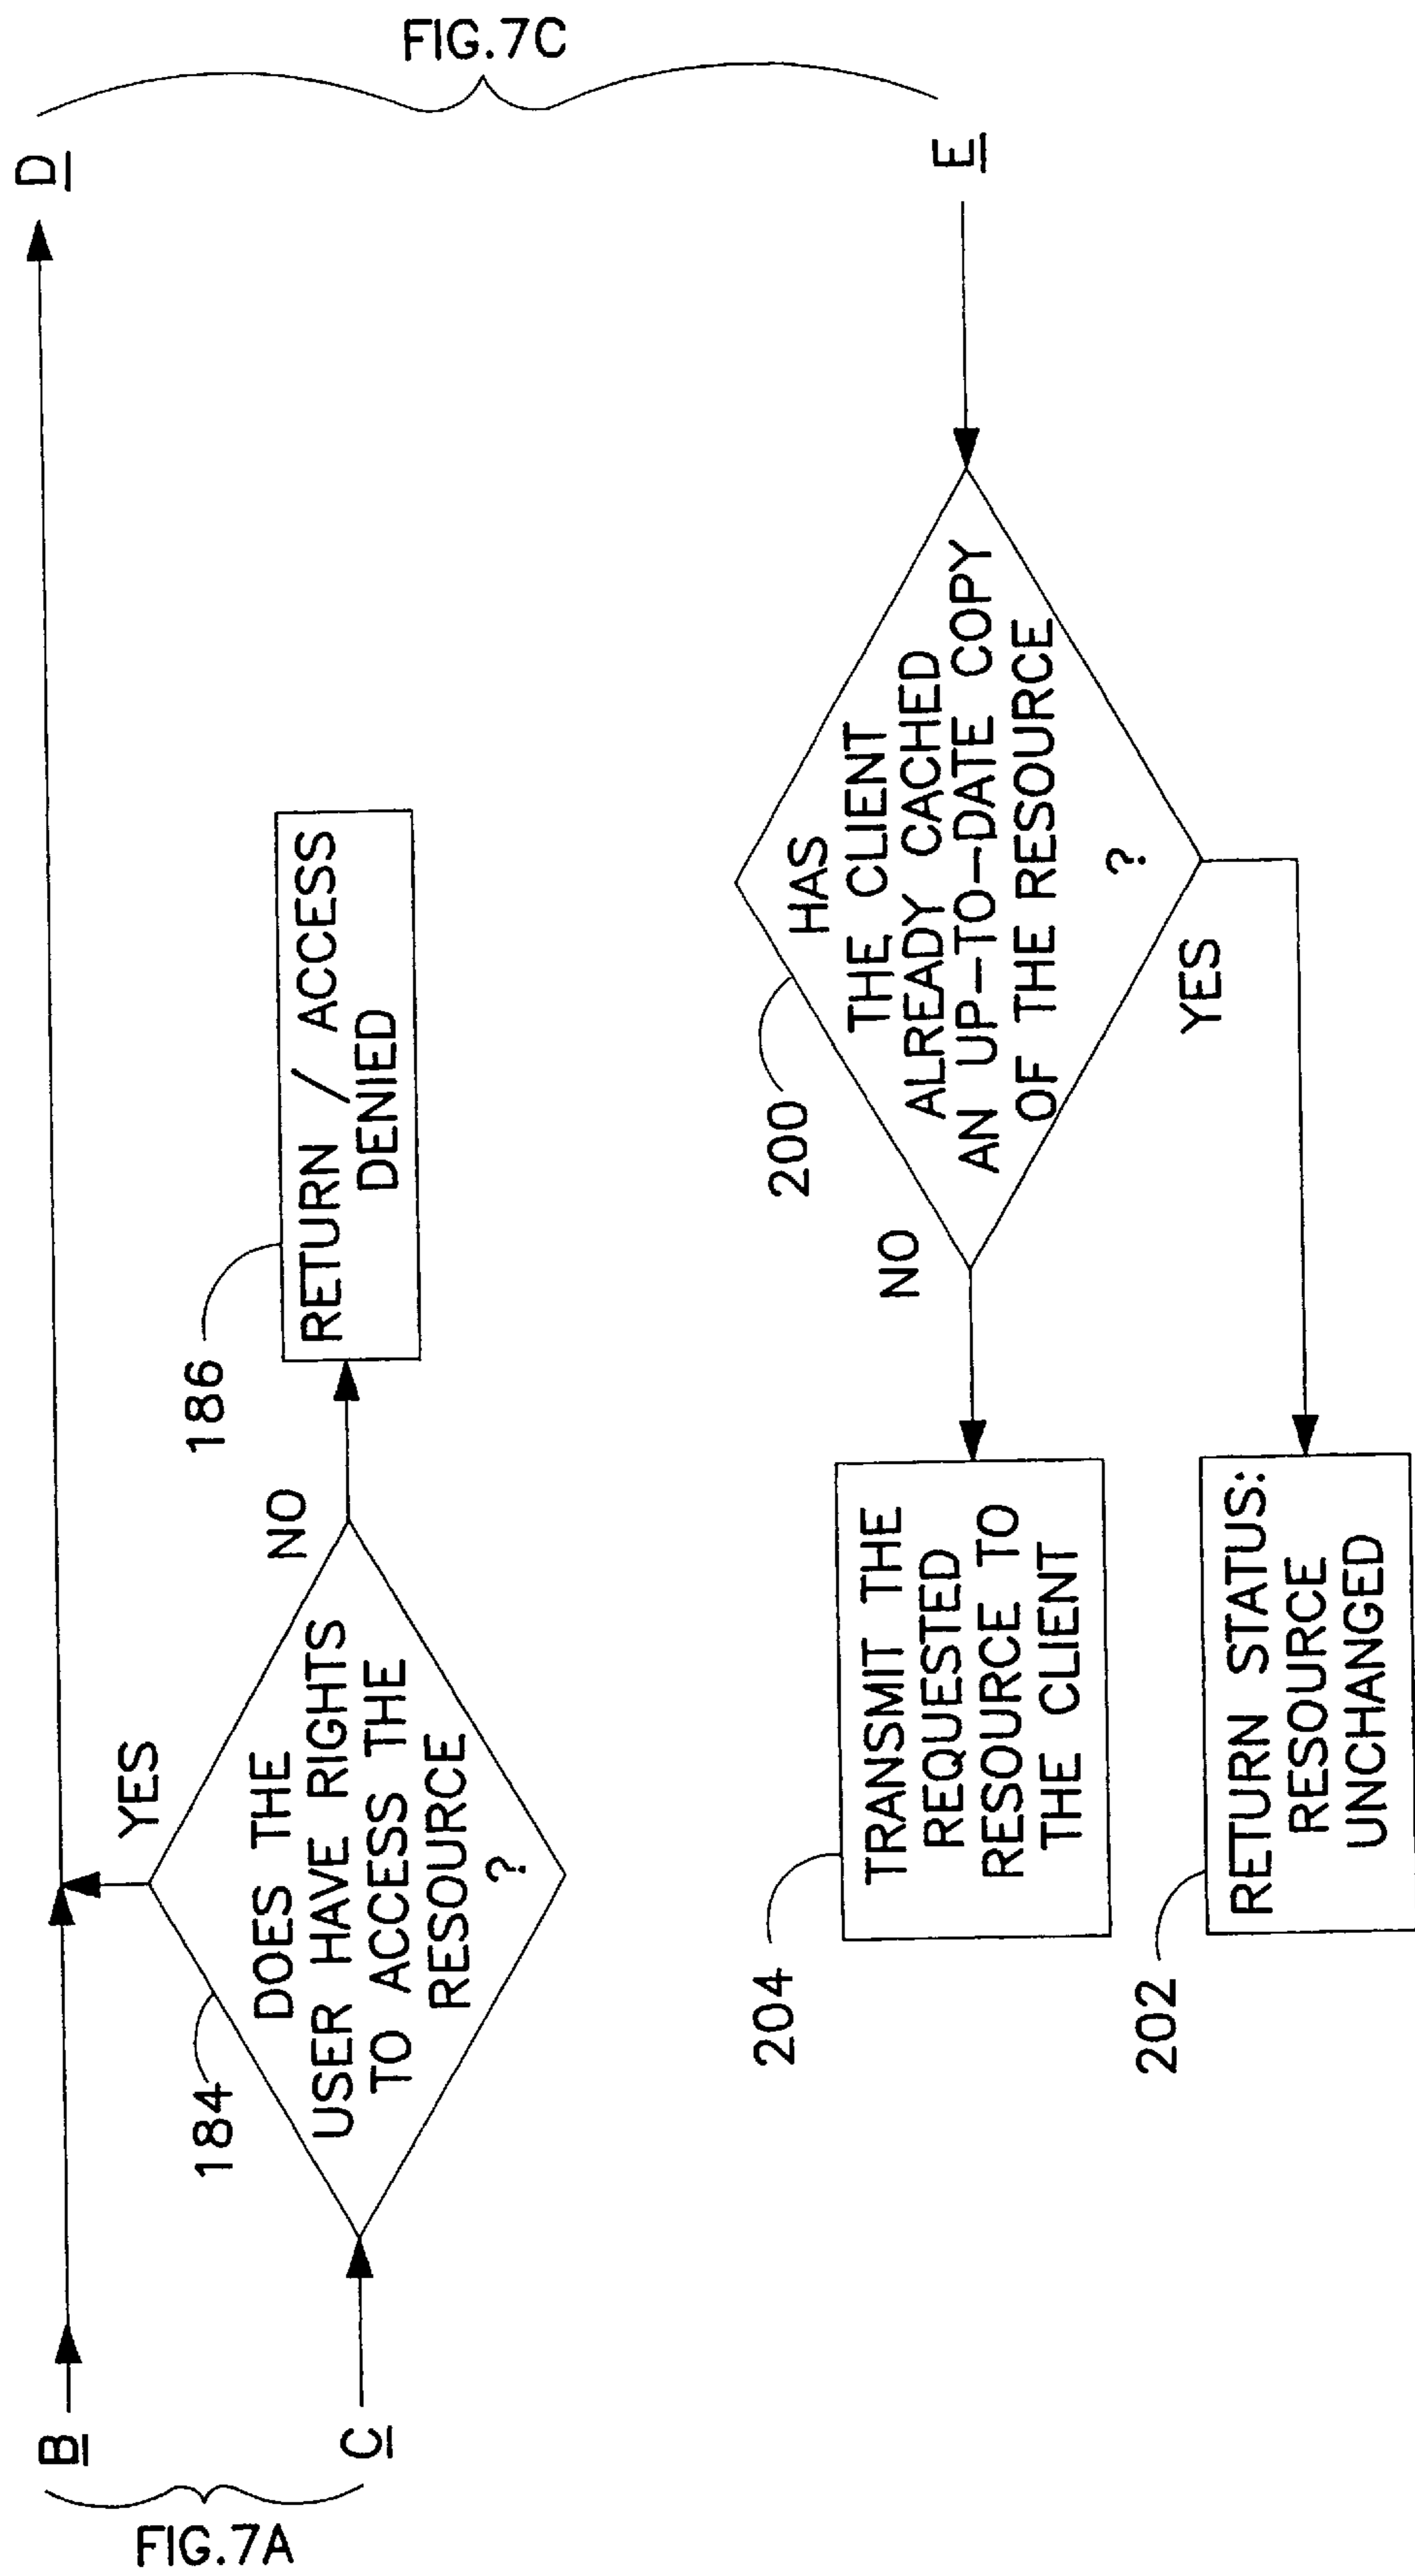 B
D
FIG.7A
C
184
DOES THE
USER HAVE RIGHTS
TO ACCESS THE
RESOURCE
?
YES
NO
186
RETURN / ACCESS
DENIED
FIG.7C
E
200
HAS
THE CLIENT
ALREADY CACHED
AN UP-TO-DATE COPY
OF THE RESOURCE
?
NO
YES
204
TRANSMIT THE
REQUESTED
RESOURCE TO
THE CLIENT
202
RETURN STATUS:
RESOURCE
UNCHANGED